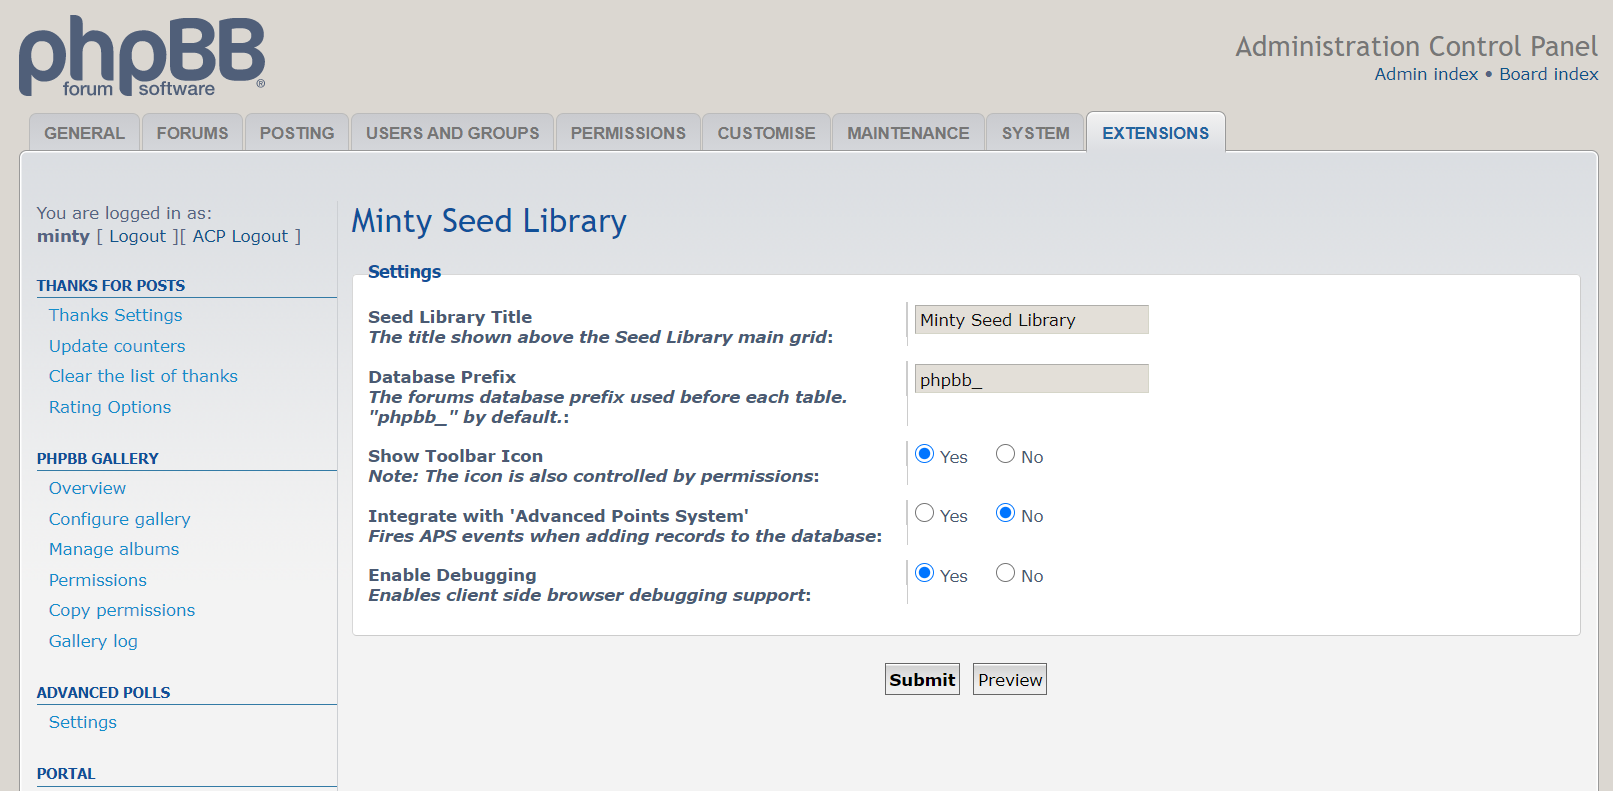 phpBB
forum software
®
Administration Control Panel
Admin index • Board index
GENERAL FORUMS POSTING USERS AND GROUPS PERMISSIONS CUSTOMISE MAINTENANCE SYSTEM EXTENSIONS
You are logged in as:
minty [ Logout ][ ACP Logout ]
THANKS FOR POSTS
Thanks Settings
Update counters
Clear the list of thanks
Rating Options
PHPBB GALLERY
Overview
Configure gallery
Manage albums
Permissions
Copy permissions
Gallery log
ADVANCED POLLS
Settings
PORTAL
Minty Seed Library
Settings
Seed Library Title
The title shown above the Seed Library main grid:
Minty Seed Library
Database Prefix
The forums database prefix used before each table.
"phpbb_" by default.:
phpbb_
Show Toolbar Icon
Note: The icon is also controlled by permissions:
Yes No
Integrate with 'Advanced Points System'
Fires APS events when adding records to the database:
Yes No
Enable Debugging
Enables client side browser debugging support:
Yes No
Submit Preview